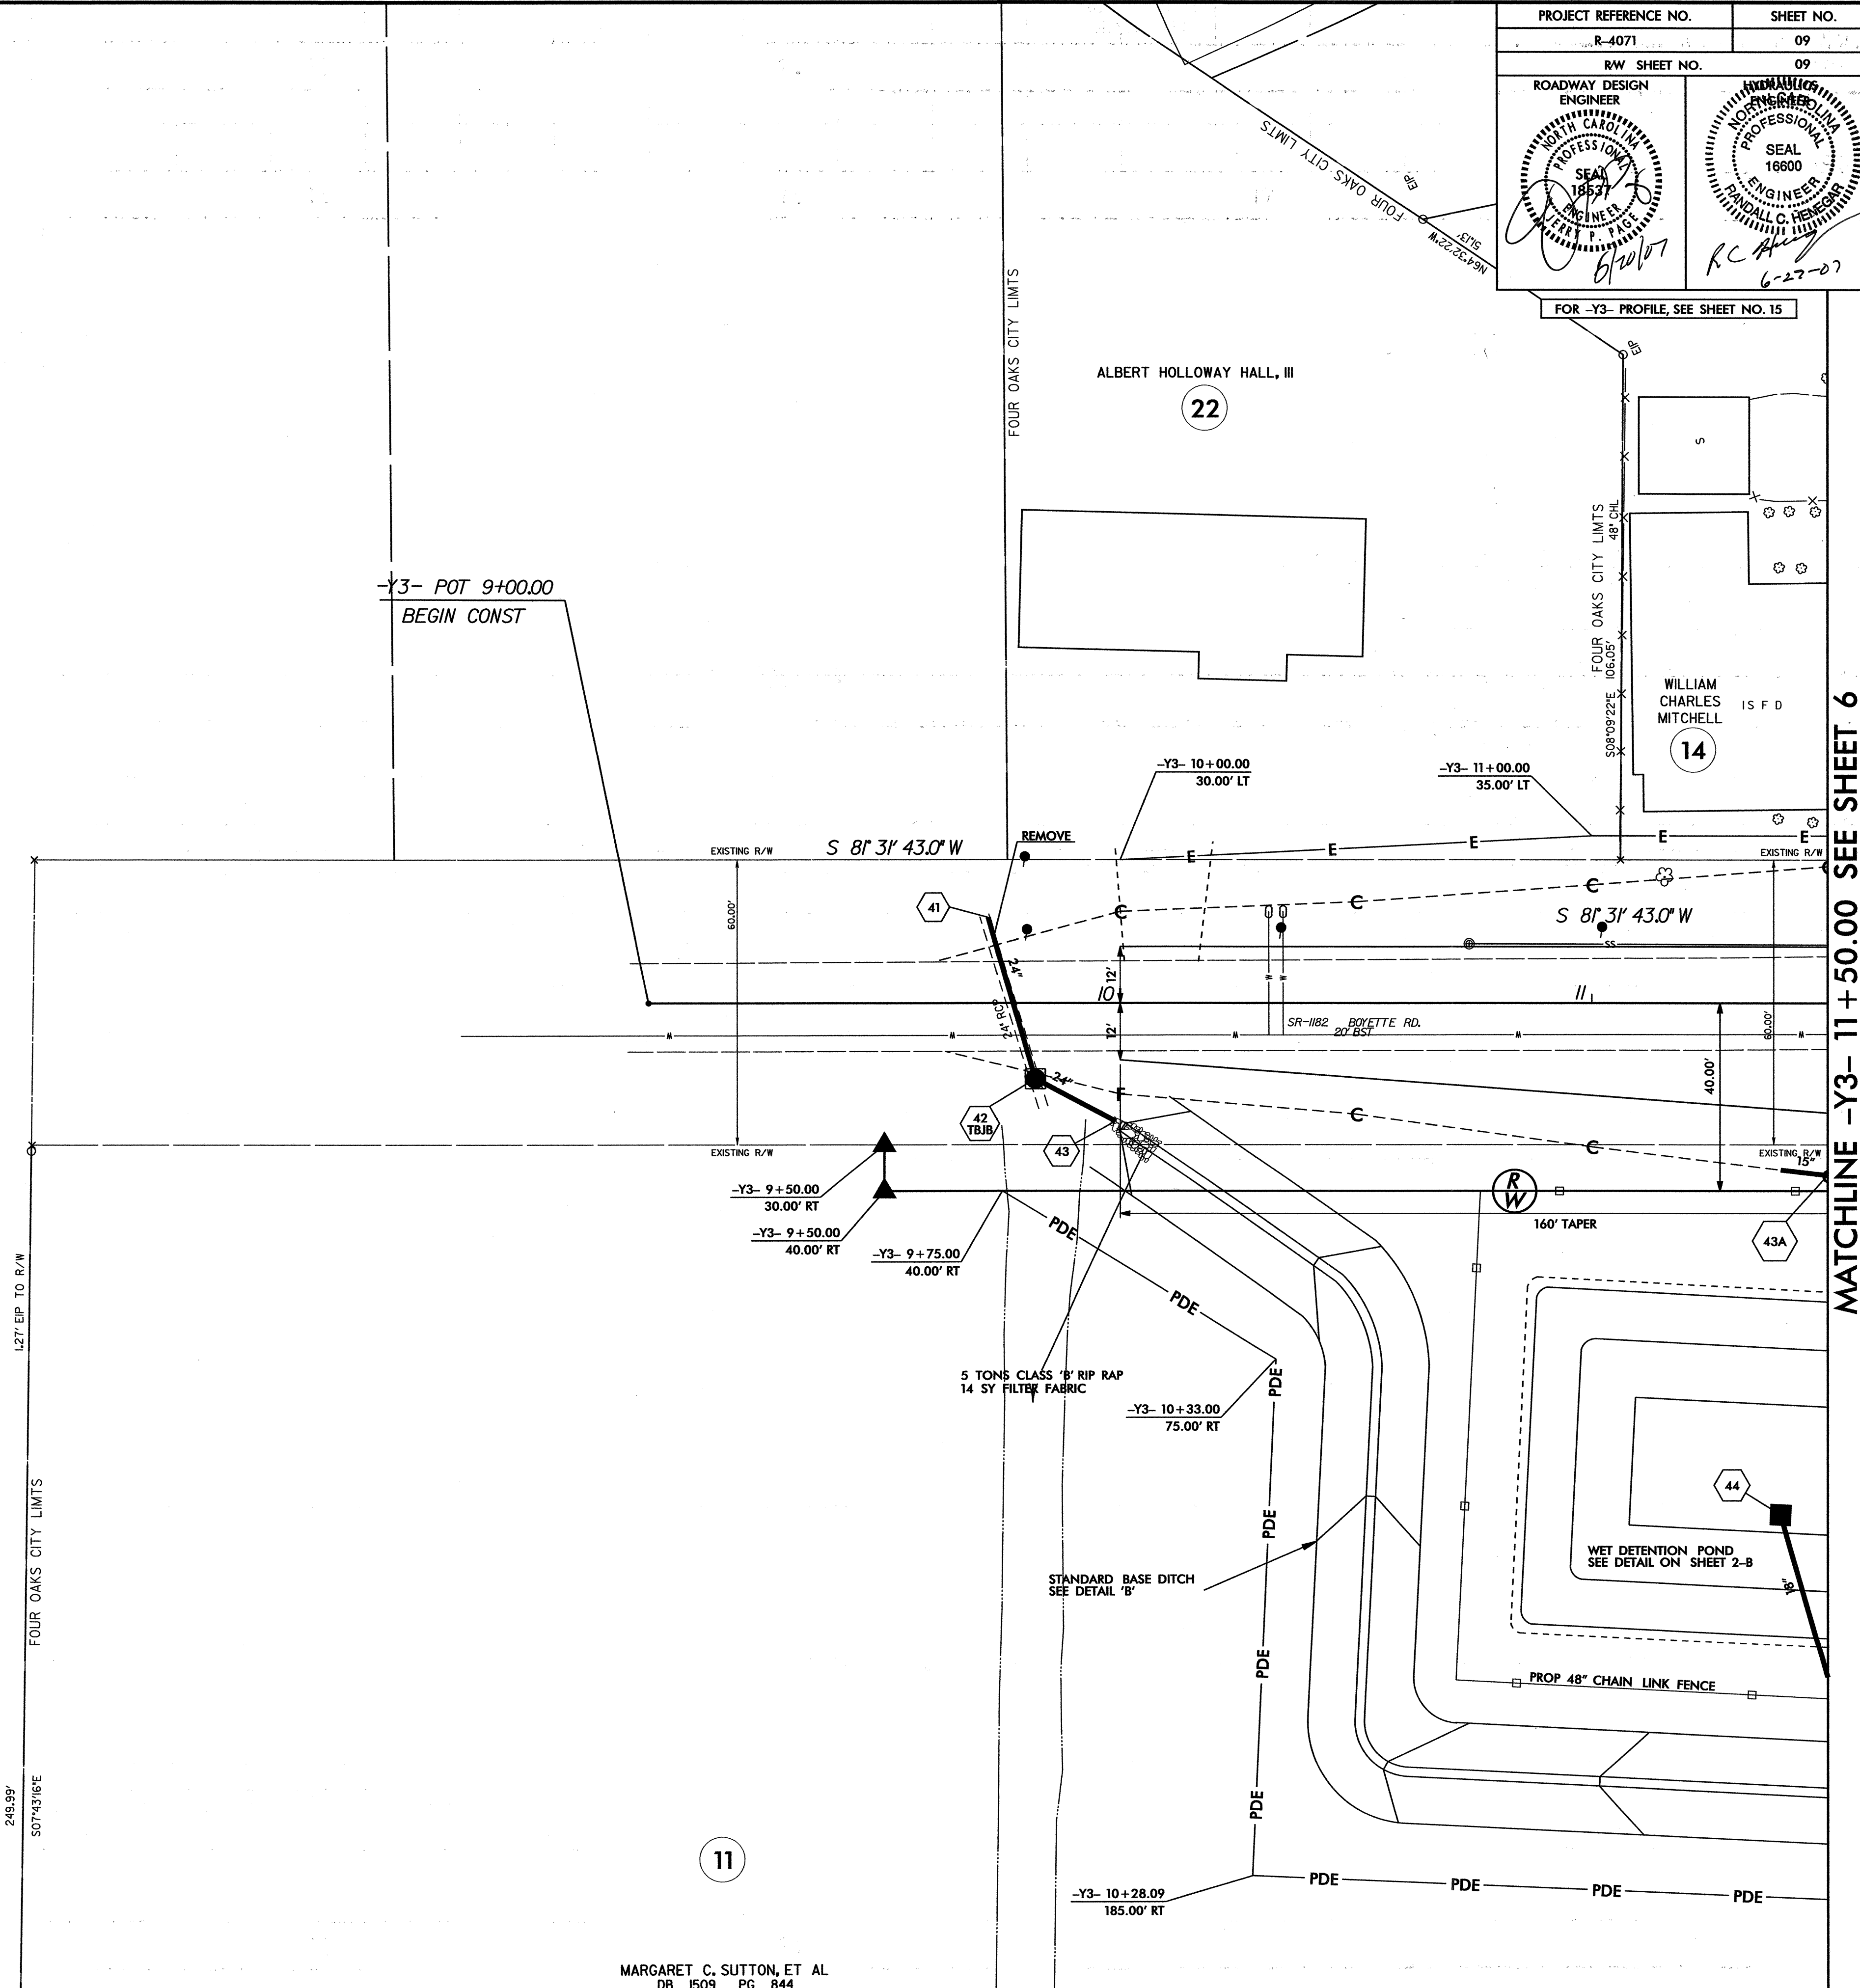 PROJECT REFERENCE NO.
SHEET NO.
R-4071
09
R/W SHEET NO.
09
ROADWAY DESIGN
ENGINEER
HYDRAULICS
ENGINEER
NORTH CAROLINA
PROFESSIONAL
SEAL
18537
ENGINEER
JERRY P. PAGE
6/20/07
NORTH CAROLINA
PROFESSIONAL
SEAL
16600
ENGINEER
RANDALL C. HENEGAR
6-27-07
FOR -Y3- PROFILE, SEE SHEET NO. 15
FOUR OAKS CITY LIMTS
EIP
N64°32'22"W
51.13'
EIP
FOUR OAKS CITY LIMTS
ALBERT HOLLOWAY HALL, III
22
S
FOUR OAKS CITY LIMTS
48" CHL
S08°09'22"E 106.05'
WILLIAM
CHARLES
MITCHELL
I S F D
14
-Y3- POT 9+00.00
BEGIN CONST
-Y3- 10+00.00
30.00' LT
-Y3- 11+00.00
35.00' LT
MATCHLINE -Y3- 11+50.00 SEE SHEET 6
REMOVE
EXISTING R/W
S 81° 31' 43.0" W
E
E
E
E
E
E
EXISTING R/W
60.00'
41
C
C
C
C
S 81° 31' 43.0" W
SS
24"
24" RCP
12'
W
W
10
11
12'
SR-1182 BOYETTE RD.
20' BST
W
W
W
W
W
60.00'
40.00'
24"
F
C
C
42
TBJB
43
EXISTING R/W
EXISTING R/W
15"
-Y3- 9+50.00
30.00' RT
-Y3- 9+50.00
40.00' RT
-Y3- 9+75.00
40.00' RT
R
W
160' TAPER
43A
PDE
PDE
PDE
PDE
PDE
PDE
1.27' EIP TO R/W
5 TONS CLASS 'B' RIP RAP
14 SY FILTER FABRIC
-Y3- 10+33.00
75.00' RT
44
WET DETENTION POND
SEE DETAIL ON SHEET 2-B
18"
STANDARD BASE DITCH
SEE DETAIL 'B'
FOUR OAKS CITY LIMTS
PROP 48" CHAIN LINK FENCE
249.99'
S07°43'16"E
11
-Y3- 10+28.09
185.00' RT
PDE
PDE
PDE
PDE
MARGARET C. SUTTON, ET AL
DB 1509 PG 844